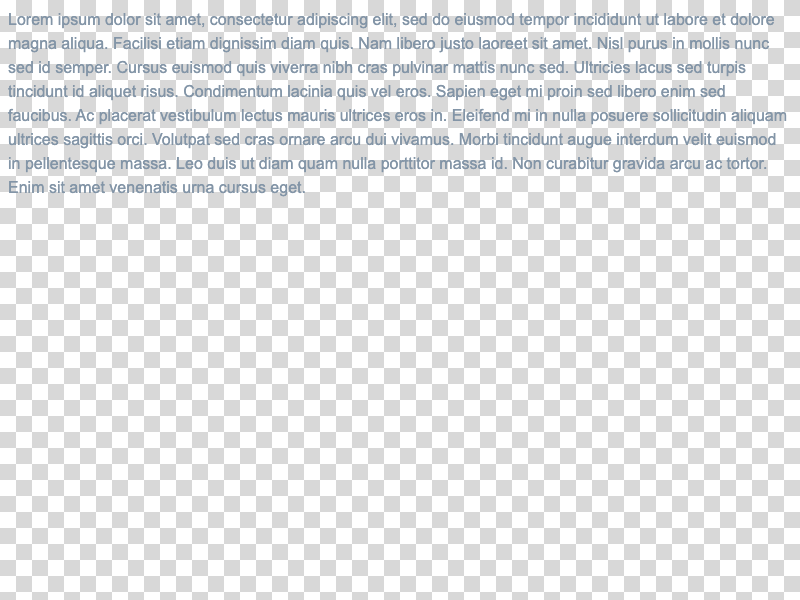 Lorem ipsum dolor sit amet, consectetur adipiscing elit, sed do eiusmod tempor incididunt ut labore et dolore
magna aliqua. Facilisi etiam dignissim diam quis. Nam libero justo laoreet sit amet. Nisl purus in mollis nunc
sed id semper. Cursus euismod quis viverra nibh cras pulvinar mattis nunc sed. Ultricies lacus sed turpis
tincidunt id aliquet risus. Condimentum lacinia quis vel eros. Sapien eget mi proin sed libero enim sed
faucibus. Ac placerat vestibulum lectus mauris ultrices eros in. Eleifend mi in nulla posuere sollicitudin aliquam
ultrices sagittis orci. Volutpat sed cras ornare arcu dui vivamus. Morbi tincidunt augue interdum velit euismod
in pellentesque massa. Leo duis ut diam quam nulla porttitor massa id. Non curabitur gravida arcu ac tortor.
Enim sit amet venenatis urna cursus eget.